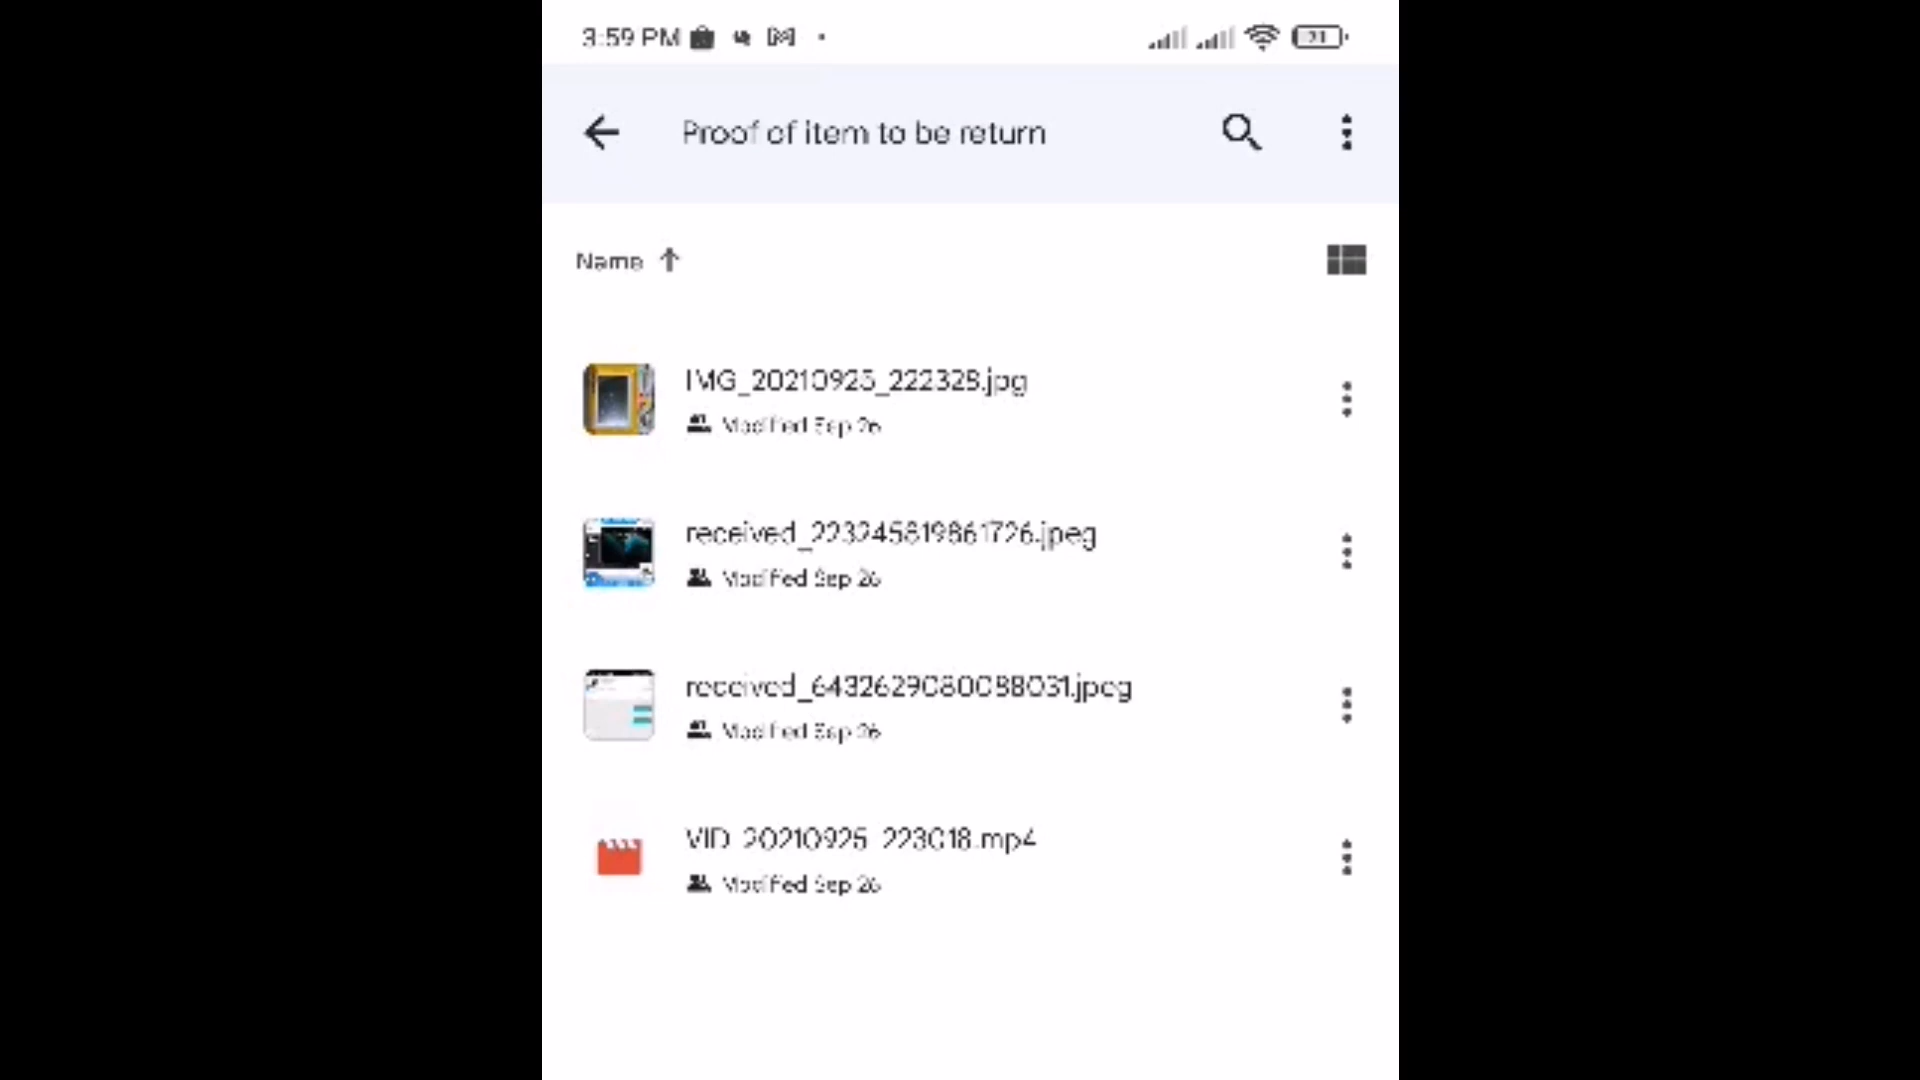 3:59 PM
Proof of item to be return
Name
IMG_20210925_222328.jpg
Modified Sep 26
received_223245819861726.jpeg
Modified Sep 26
received_6432629080088031.jpeg
Modified Sep 26
VID_20210925_223018.mp4
Modified Sep 26